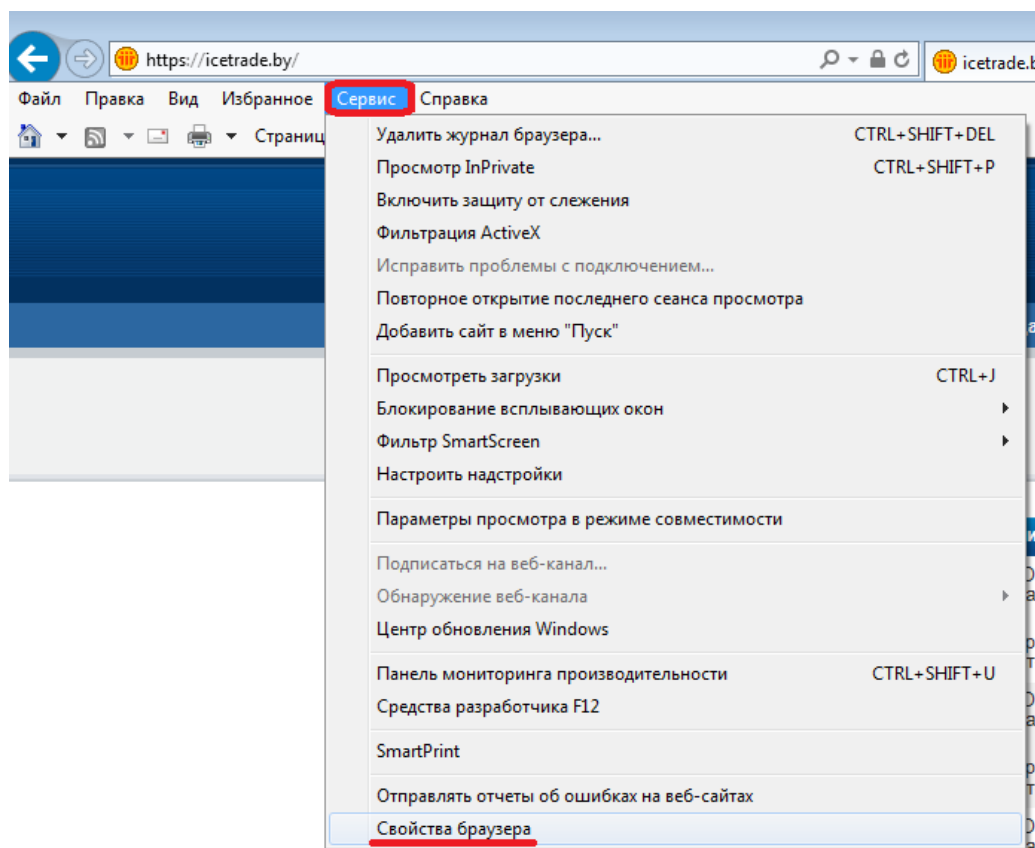 https://icetrade.by/
icetrade.b
Файл Правка Вид Избранное Сервис Справка
Страниц
Удалить журнал браузера... CTRL+SHIFT+DEL
Просмотр InPrivate CTRL+SHIFT+P
Включить защиту от слежения
Фильтрация ActiveX
Исправить проблемы с подключением...
Повторное открытие последнего сеанса просмотра
Добавить сайт в меню "Пуск"
Просмотреть загрузки CTRL+J
Блокирование всплывающих окон
Фильтр SmartScreen
Настроить надстройки
Параметры просмотра в режиме совместимости
Подписаться на веб-канал...
Обнаружение веб-канала
Центр обновления Windows
Панель мониторинга производительности CTRL+SHIFT+U
Средства разработчика F12
SmartPrint
Отправлять отчеты об ошибках на веб-сайтах
Свойства браузера